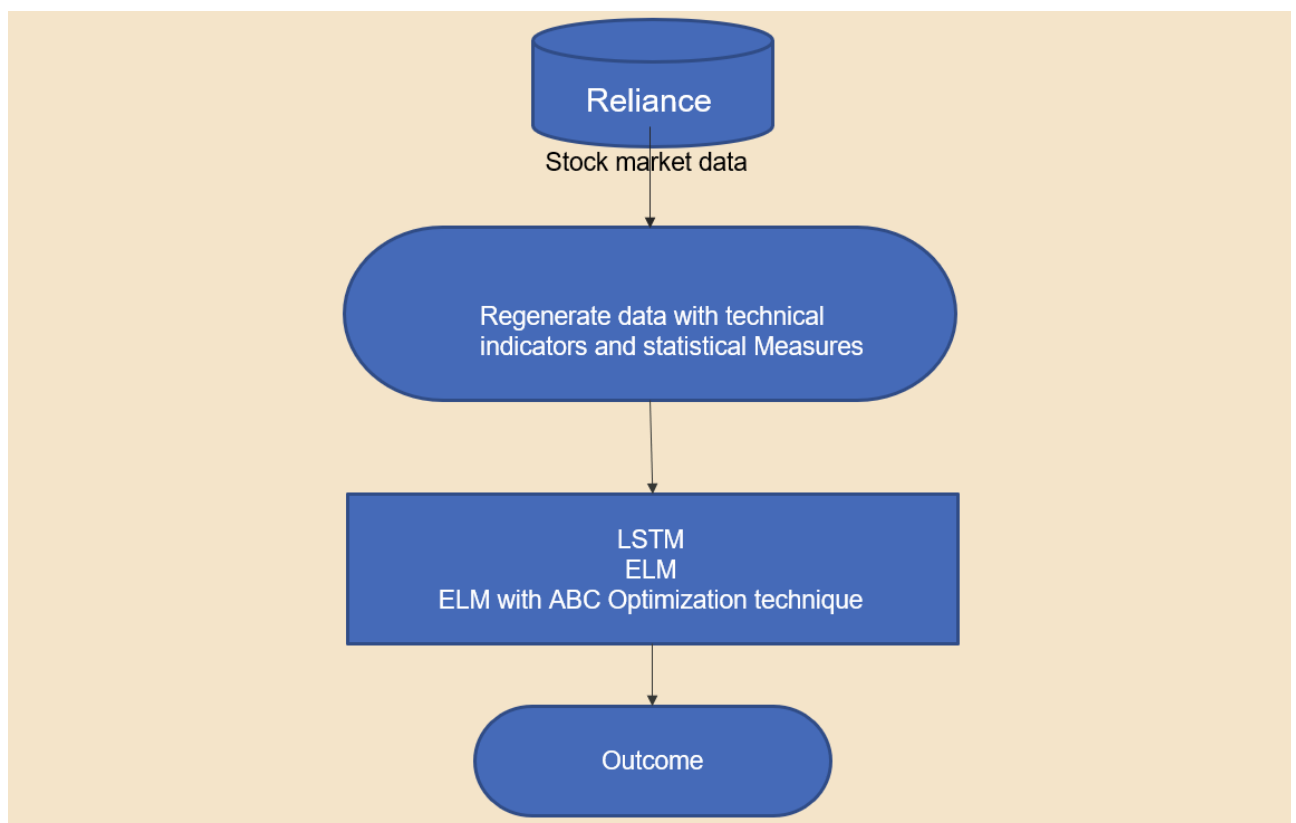 Reliance
Stock market data
Regenerate data with technical
indicators and statistical Measures
LSTM
ELM
ELM with ABC Optimization technique
Outcome